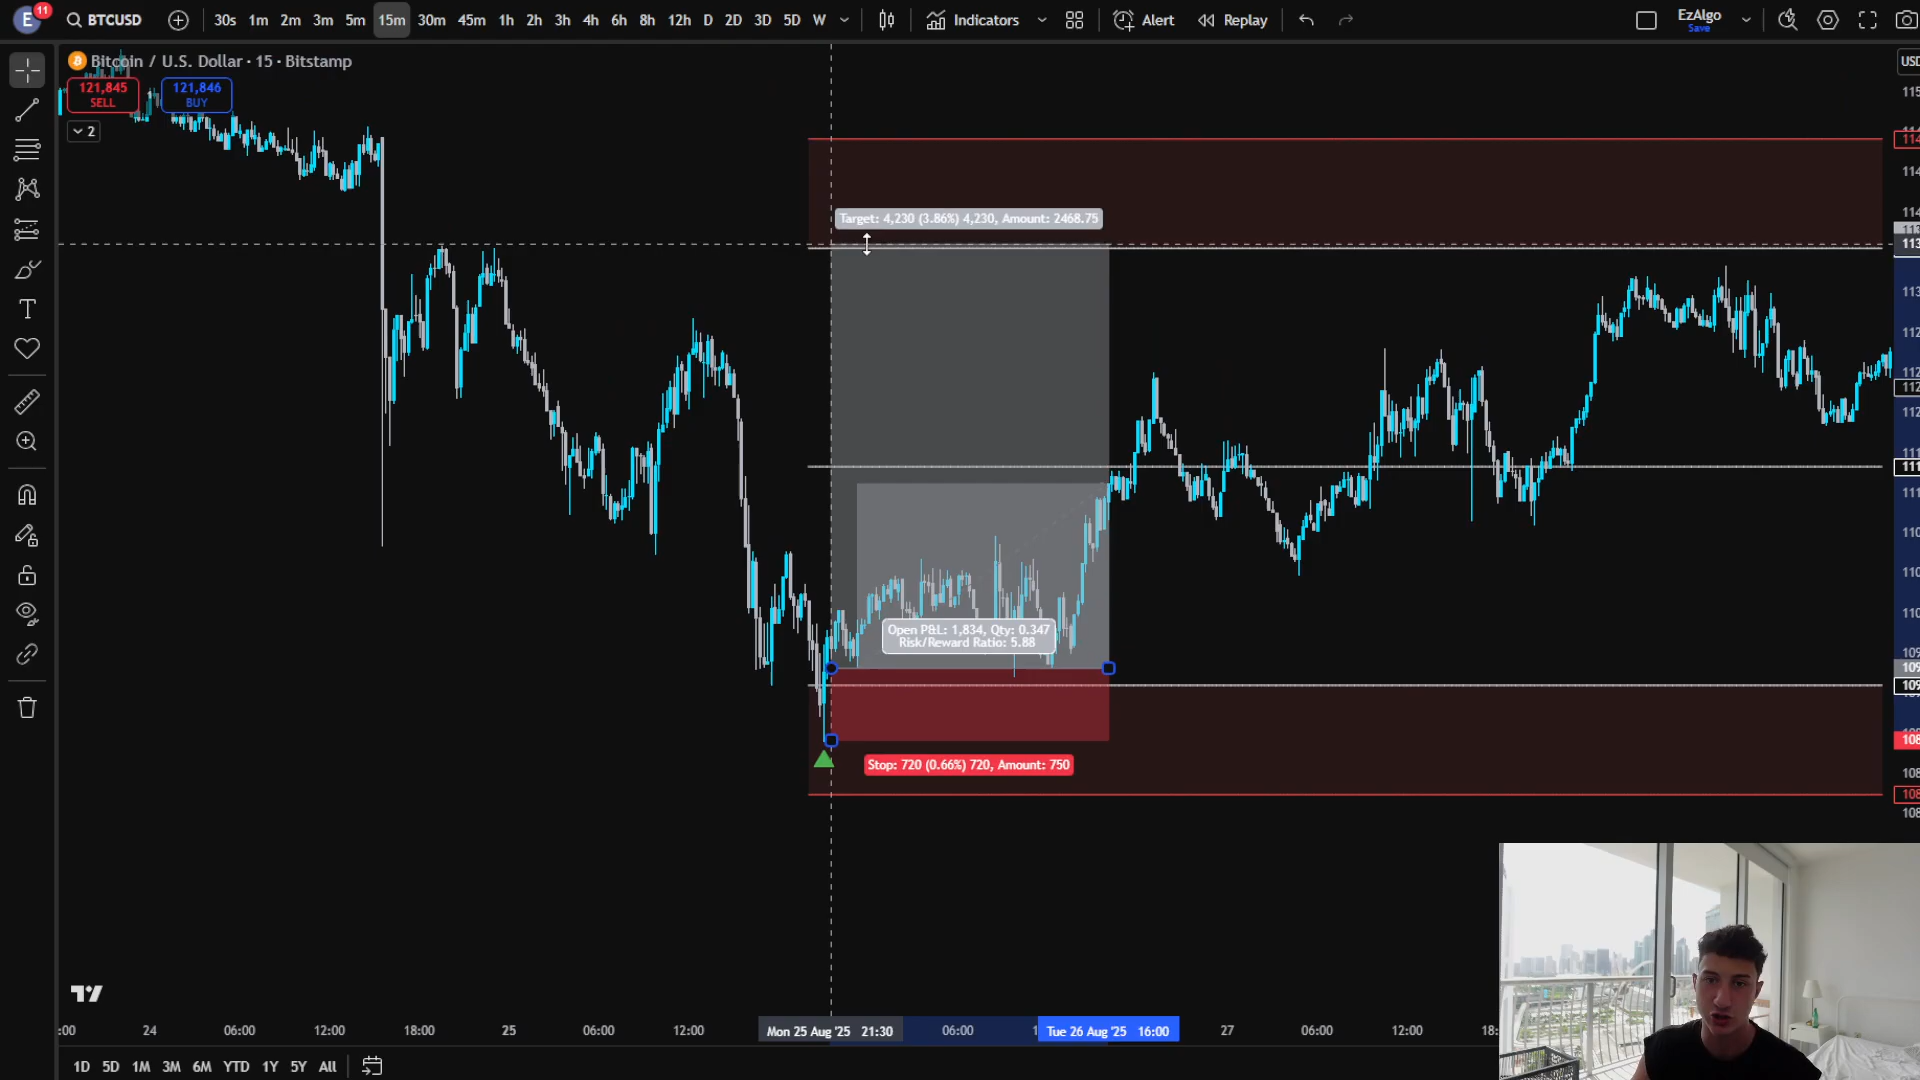 E 11 BTCUSD 30s 1m 2m 3m 5m 15m 30m 45m 1h 2h 3h 4h 6h 8h 12h D 2D 3D 5D W Indicators Alert Replay EzAlgo
Save
Bitcoin / U.S. Dollar · 15 · Bitstamp
USD
121,845
SELL
121,846
BUY
2
Target: 4,230 (3.86%) 4,230, Amount: 2468.75
Open P&L: 1,834, Qty: 0.347
Risk/Reward Ratio: 5.88
Stop: 720 (0.66%) 720, Amount: 750
:00 24 06:00 12:00 18:00 25 06:00 12:00 Mon 25 Aug '25 21:30 06:00 Tue 26 Aug '25 16:00 27 06:00 12:00 18:
1D 5D 1M 3M 6M YTD 1Y 5Y All